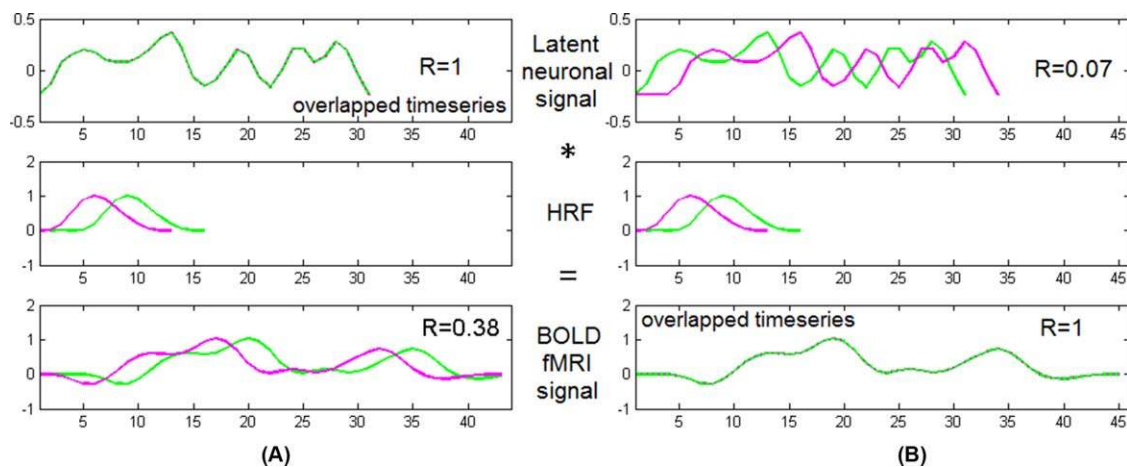 0.5
0
-0.5
R=1
overlapped timeseries
5 10 15 20 25 30 35 40
Latent
neuronal
signal
0.5
0
-0.5
R=0.07
5 10 15 20 25 30 35 40 45
*
2
1
0
-1
5 10 15 20 25 30 35 40
HRF
2
1
0
-1
5 10 15 20 25 30 35 40 45
=
2
1
0
-1
R=0.38
5 10 15 20 25 30 35 40
BOLD
fMRI
signal
2
1
0
-1
overlapped timeseries
R=1
5 10 15 20 25 30 35 40 45
(A) (B)